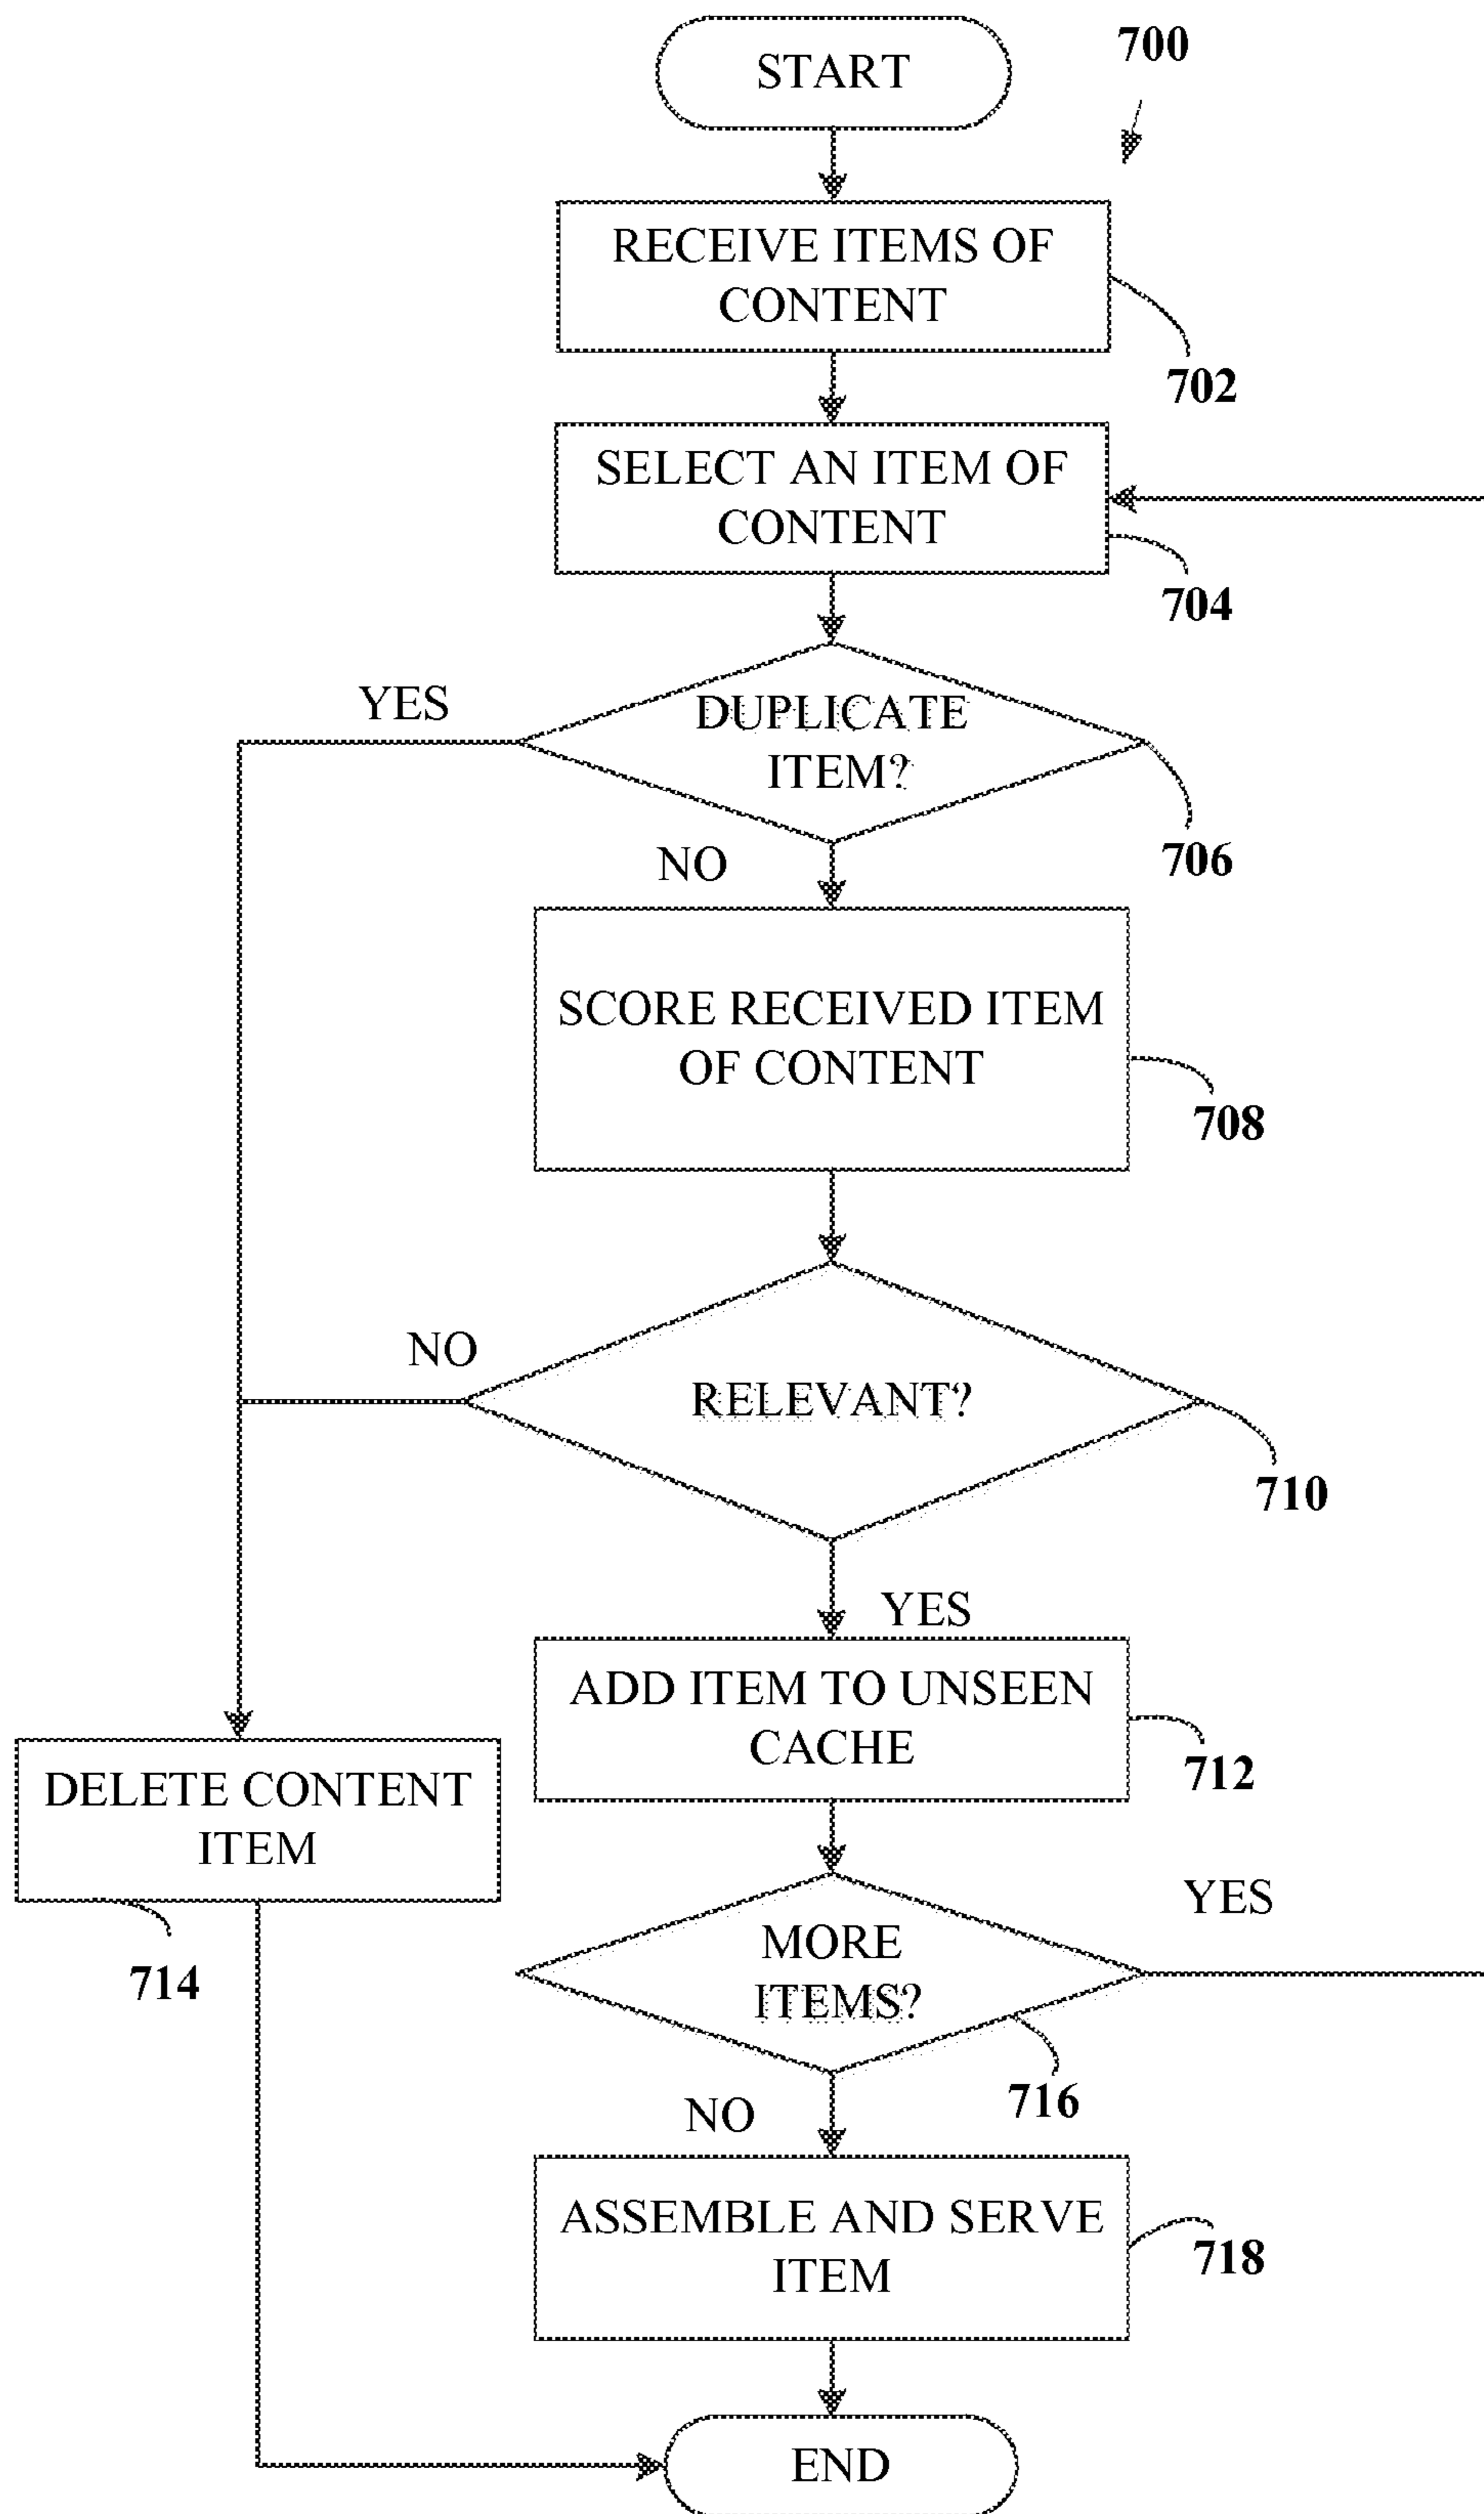 START
700
RECEIVE ITEMS OF
CONTENT
702
SELECT AN ITEM OF
CONTENT
704
YES
DUPLICATE
ITEM?
706
NO
SCORE RECEIVED ITEM
OF CONTENT
708
NO
RELEVANT?
710
YES
ADD ITEM TO UNSEEN
CACHE
712
DELETE CONTENT
ITEM
714
YES
MORE
ITEMS?
716
NO
ASSEMBLE AND SERVE
ITEM
718
END